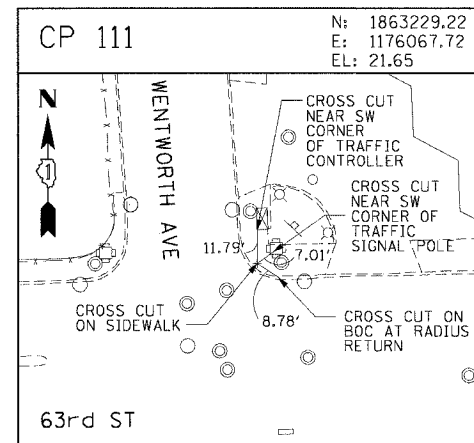 CP 111
N: 1863229.22
E: 1176067.72
EL: 21.65
N
1
WENTWORTH AVE
CROSS CUT
NEAR SW
CORNER
OF TRAFFIC
CONTROLLER
CROSS CUT
NEAR SW
CORNER OF
TRAFFIC
SIGNAL POLE
11.79'
7.01'
8.78'
CROSS CUT
ON SIDEWALK
CROSS CUT ON
BOC AT RADIUS
RETURN
63rd ST